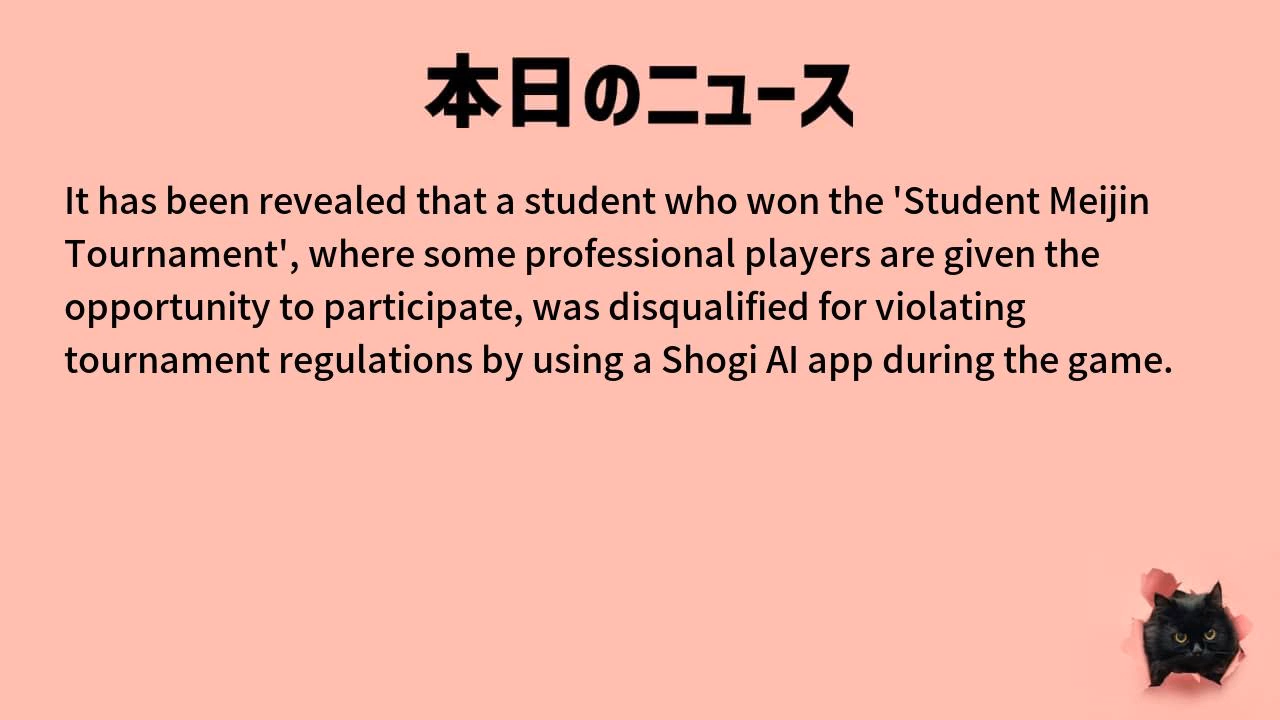 本日のニュース
It has been revealed that a student who won the 'Student Meijin
Tournament', where some professional players are given the
opportunity to participate, was disqualified for violating
tournament regulations by using a Shogi AI app during the game.